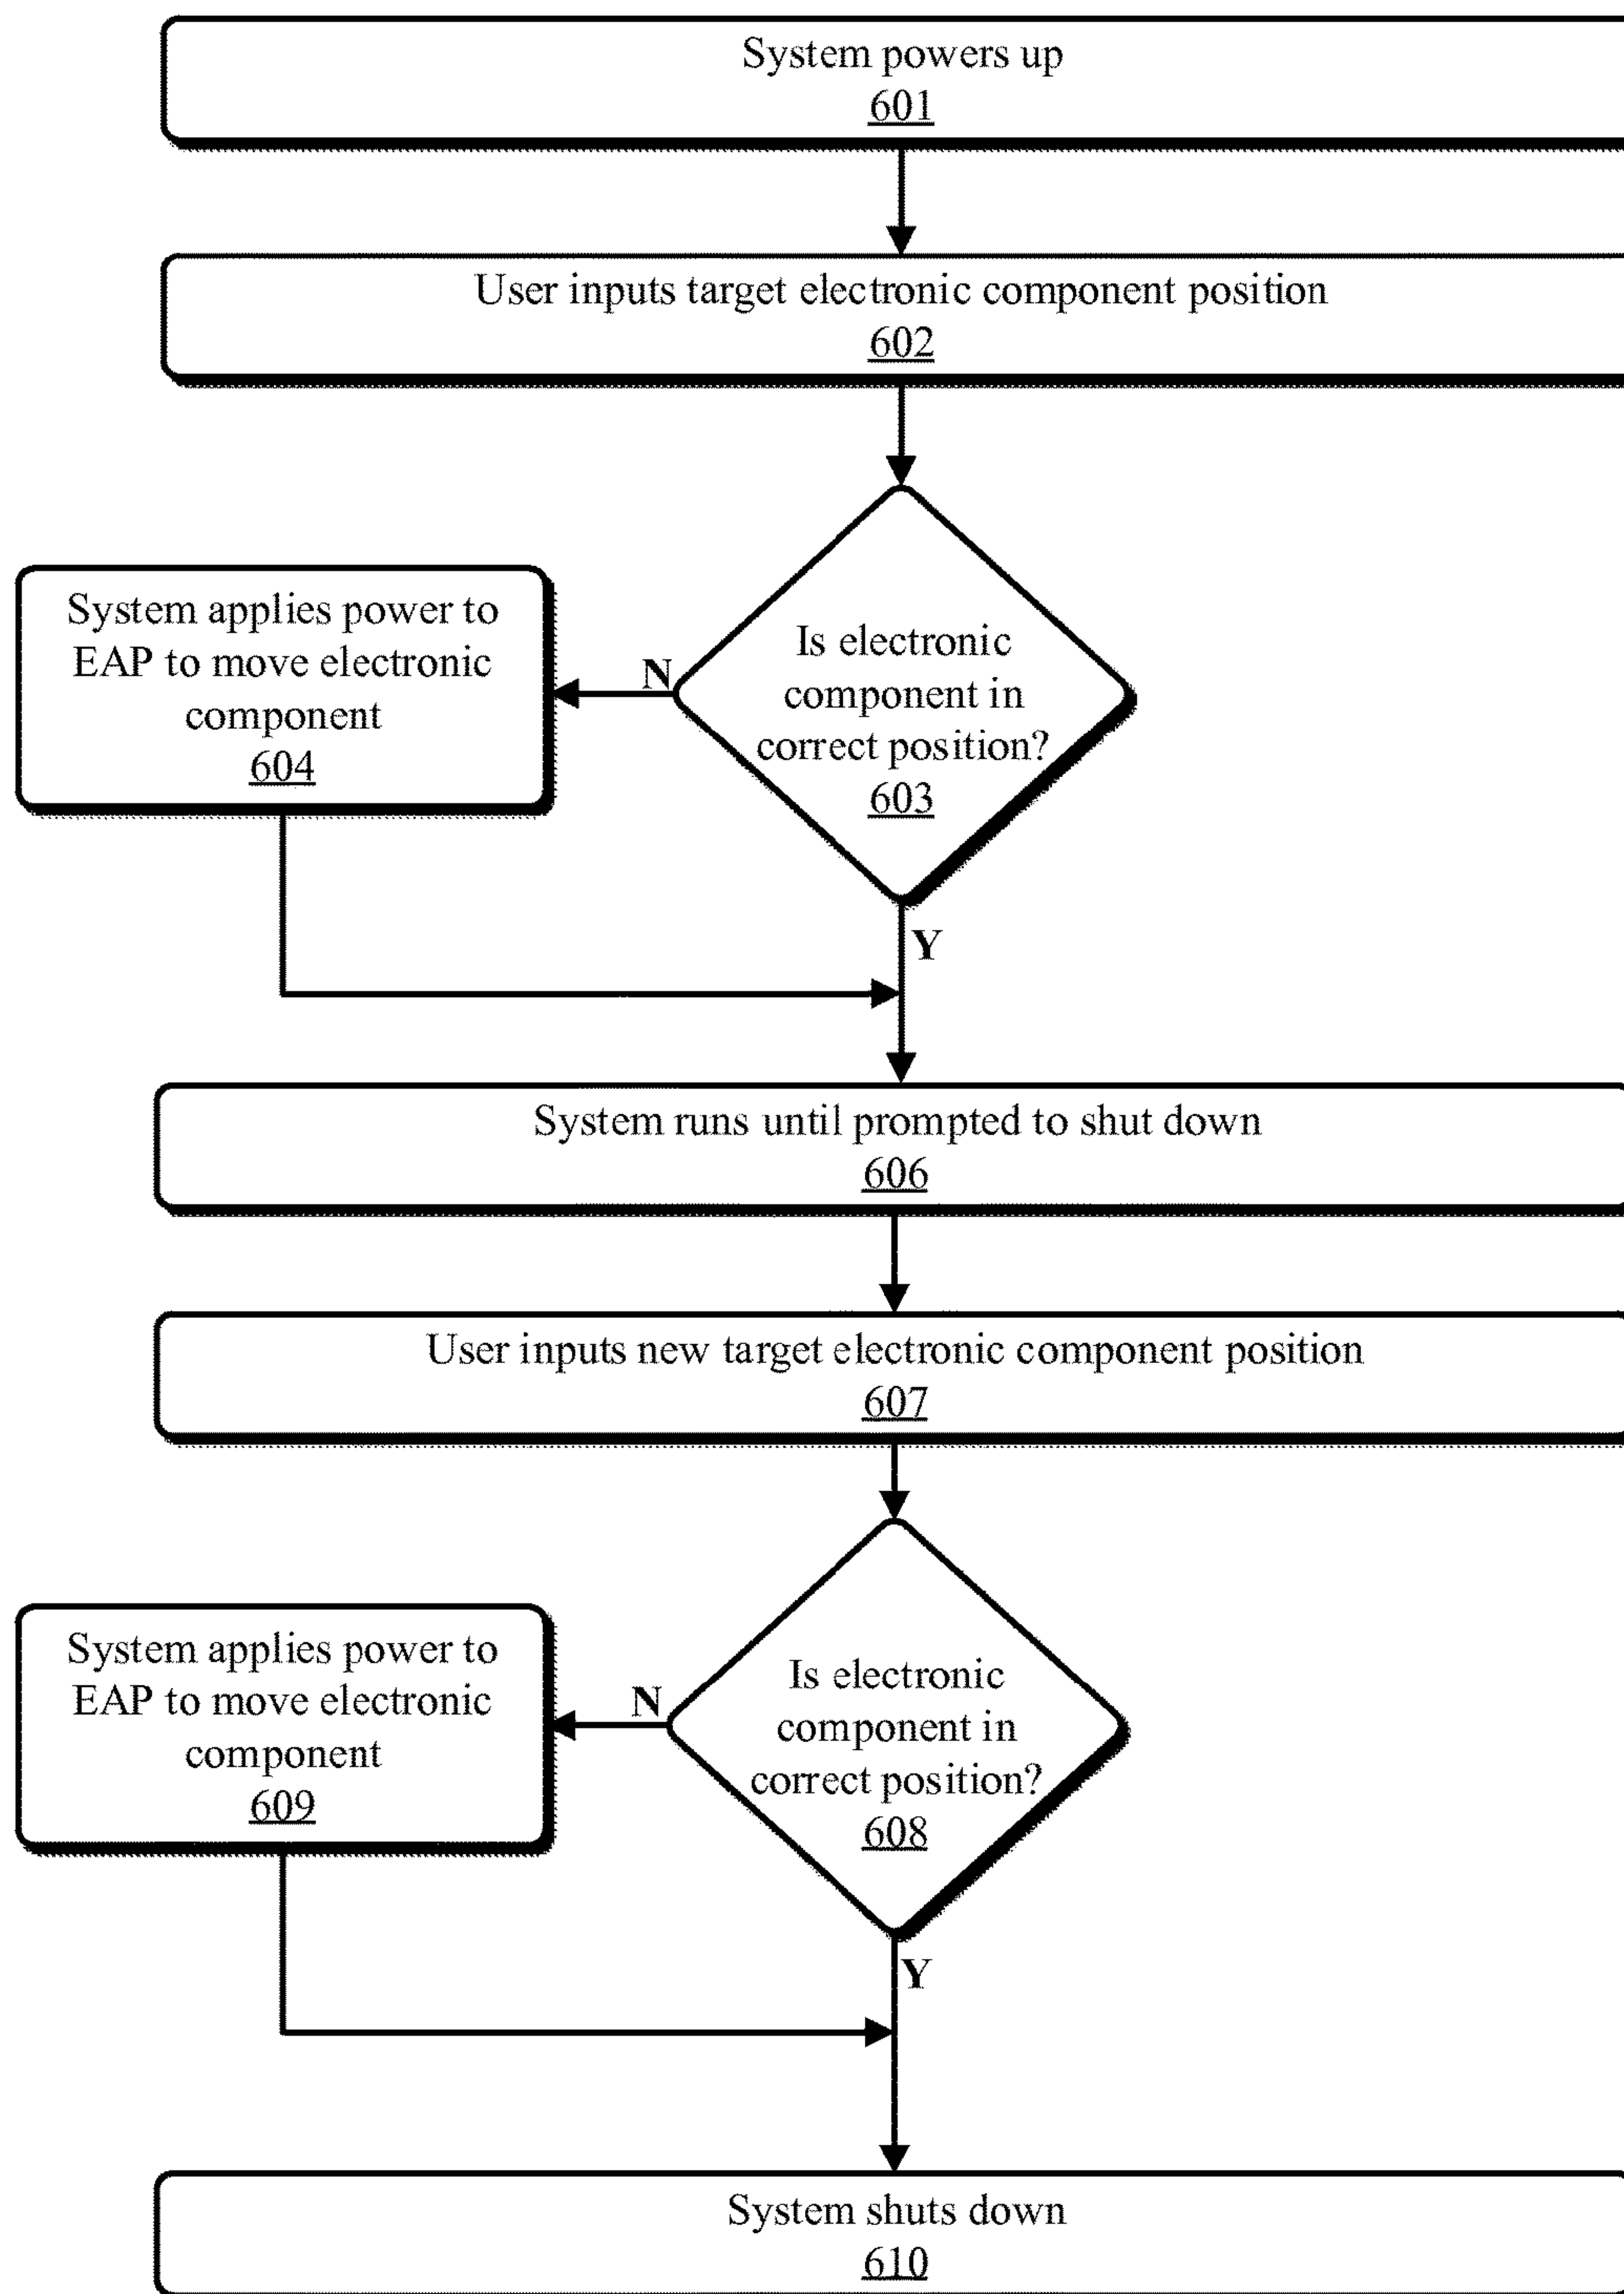 System powers up
601
User inputs target electronic component position
602
Is electronic
component in
correct position?
603
N
System applies power to
EAP to move electronic
component
604
Y
System runs until prompted to shut down
606
User inputs new target electronic component position
607
Is electronic
component in
correct position?
608
N
System applies power to
EAP to move electronic
component
609
Y
System shuts down
610